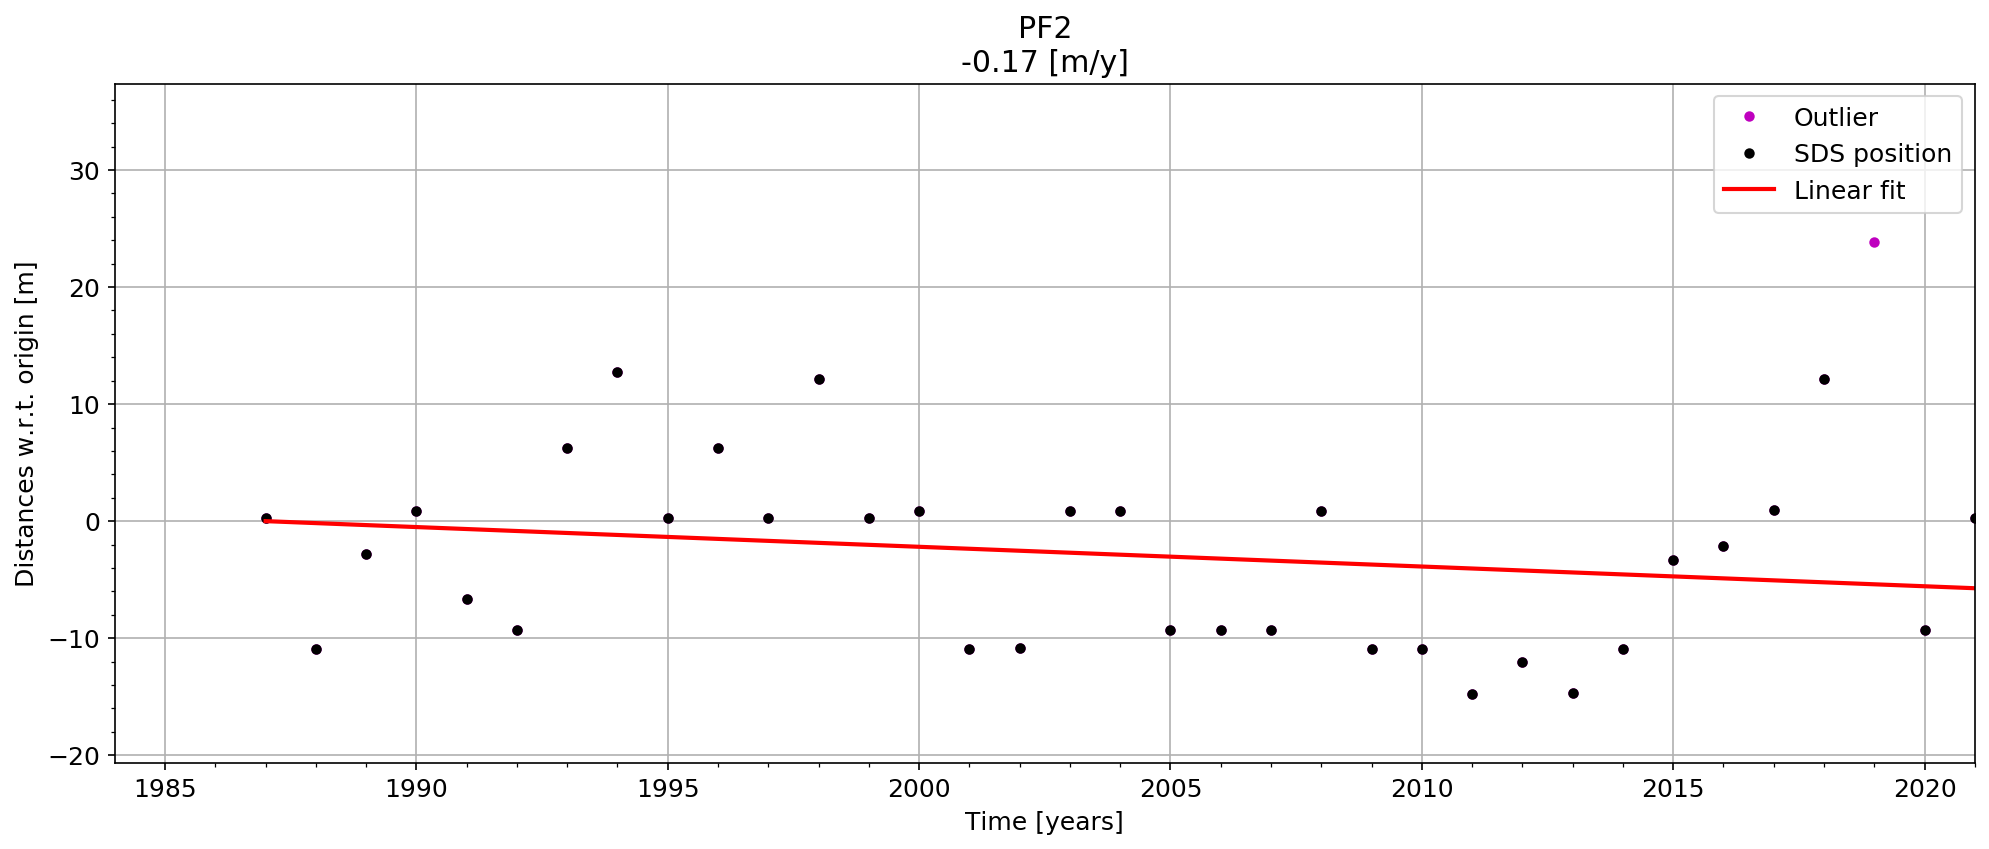 PF2
-0.17 [m/y]
Outlier
SDS position
Linear fit
Distances w.r.t. origin [m]
30
20
10
0
−10
−20
1985 1990 1995 2000 2005 2010 2015 2020
Time [years]